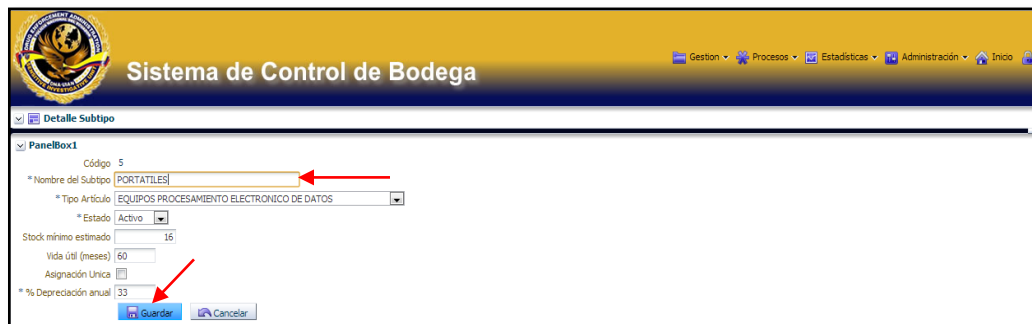 Sistema de Control de Bodega
Gestion Procesos Estadísticas Administración Inicio
Detalle Subtipo
PanelBox1
Código 5
* Nombre del Subtipo PORTATILES
* Tipo Artículo EQUIPOS PROCESAMIENTO ELECTRONICO DE DATOS
* Estado Activo
Stock mínimo estimado 16
Vida útil (meses) 60
Asignación Unica
* % Depreciación anual 33
Guardar Cancelar